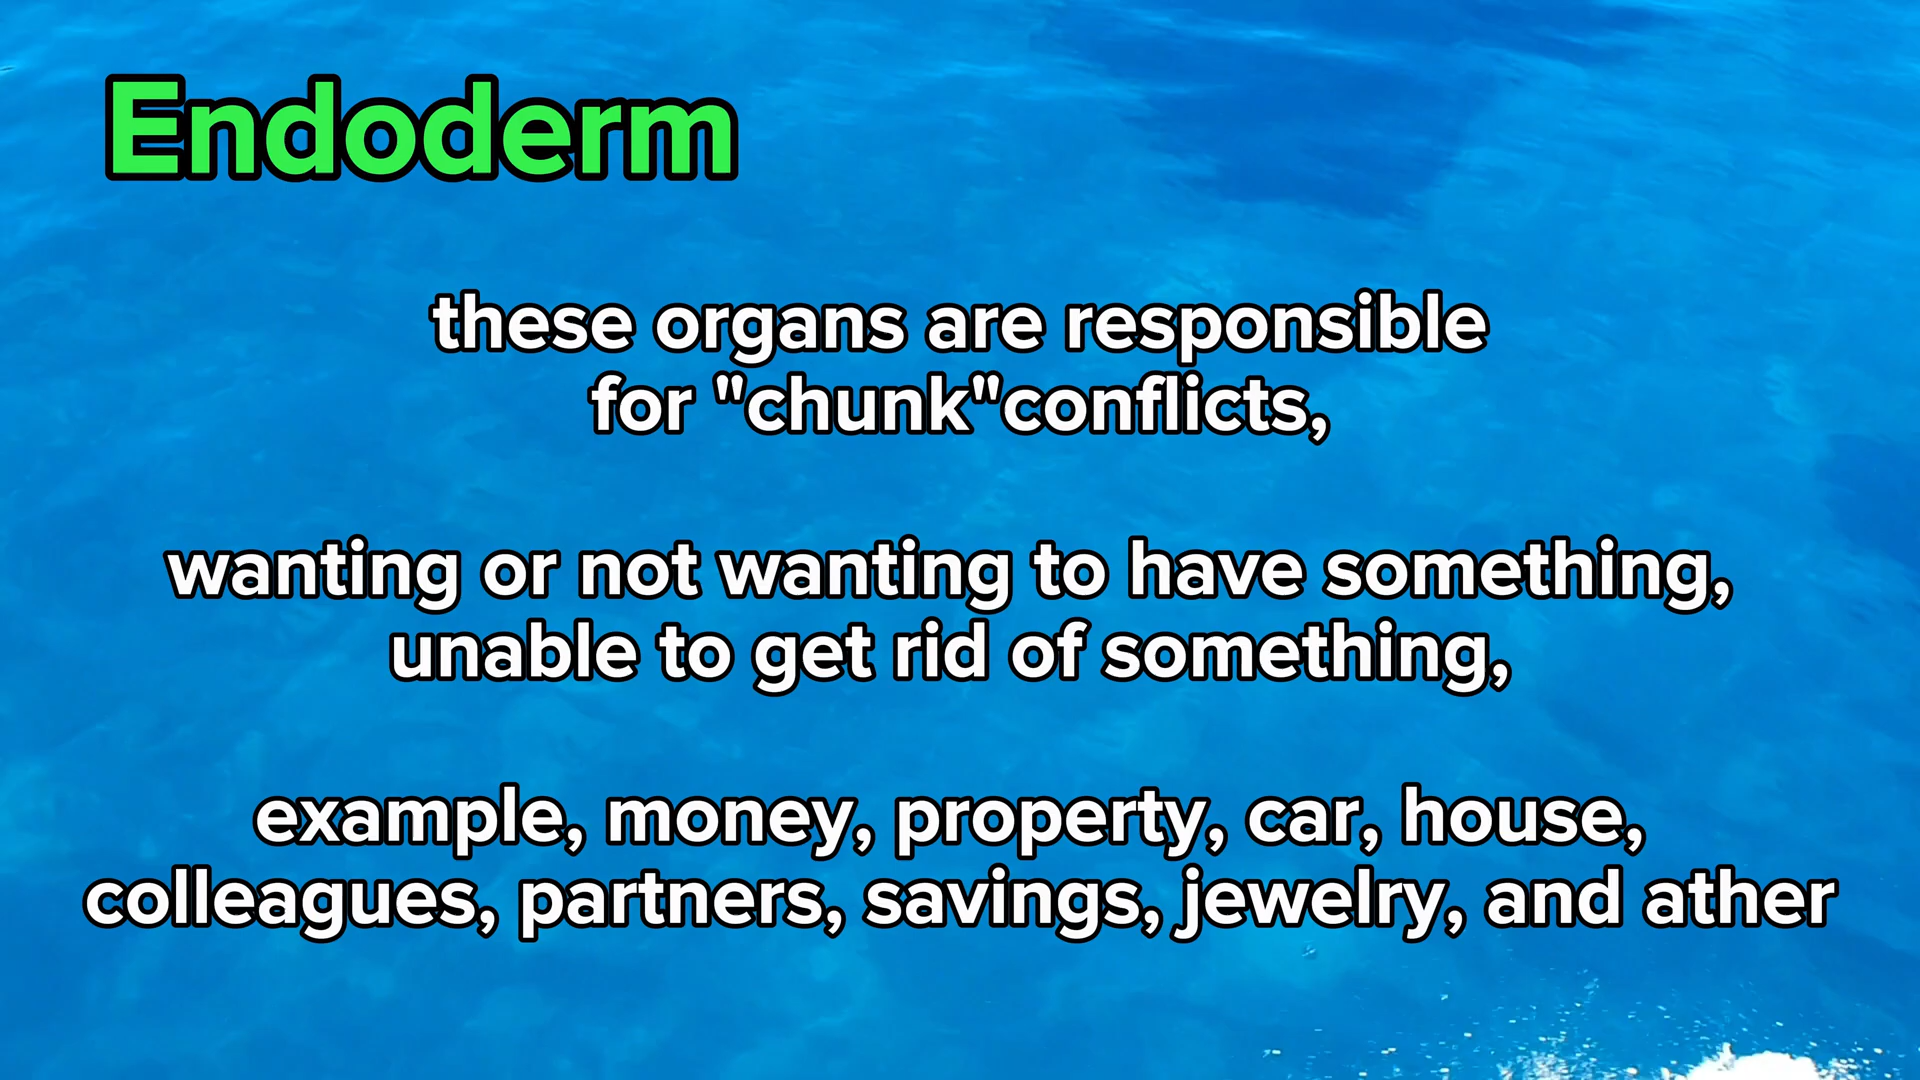 Endoderm
these organs are responsible
for "chunk"conflicts,
wanting or not wanting to have something,
unable to get rid of something,
example, money, property, car, house,
colleagues, partners, savings, jewelry, and ather